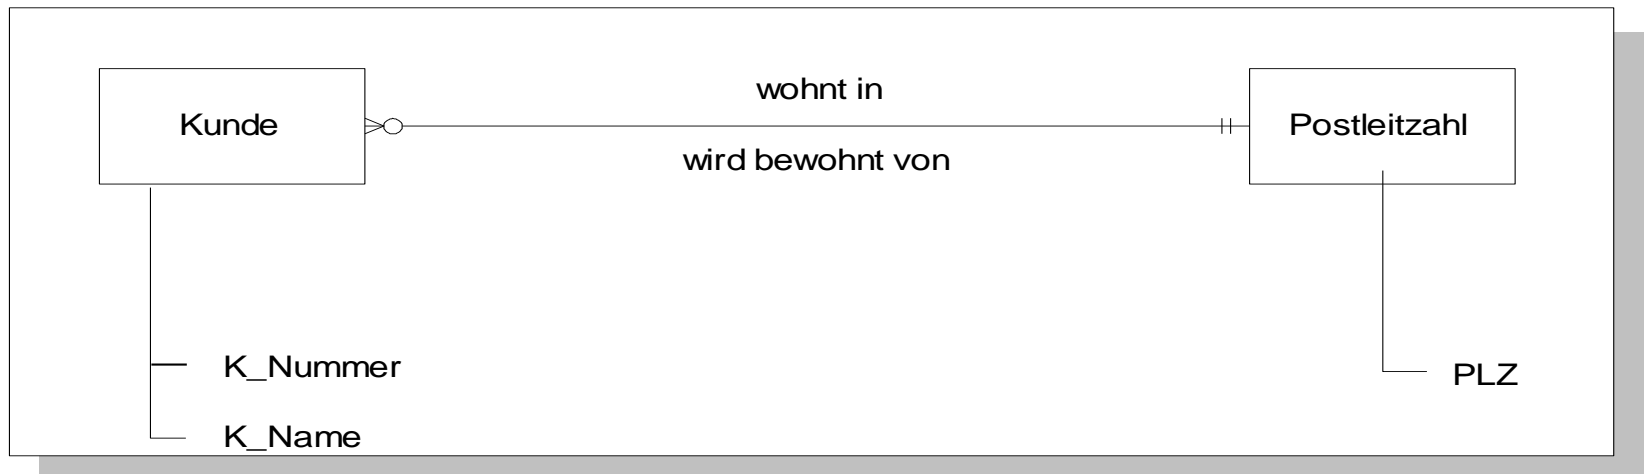 wohnt in
Kunde
Postleitzahl
wird bewohnt von
K_Nummer
PLZ
K_Name